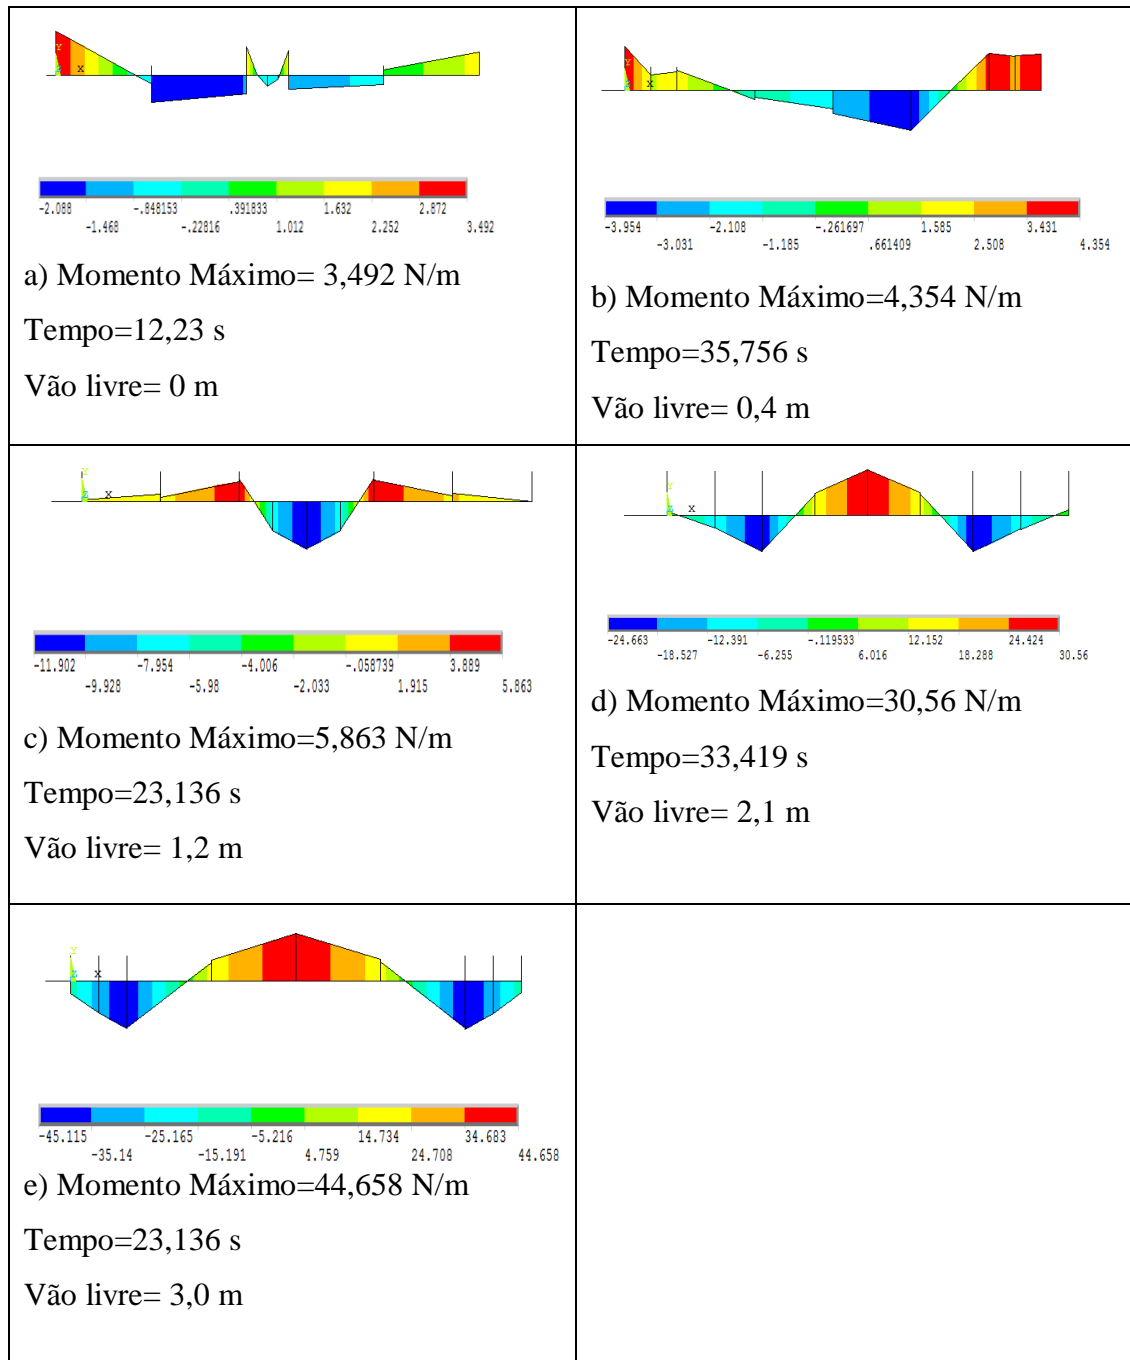 Y
Z X
-2.088 -.848153 .391833 1.632 2.872
-1.468 -.22816 1.012 2.252 3.492
a) Momento Máximo= 3,492 N/m
Tempo=12,23 s
Vão livre= 0 m
Y
Z X
-3.954 -2.108 -.261697 1.585 3.431
-3.031 -1.185 .661409 2.508 4.354
b) Momento Máximo=4,354 N/m
Tempo=35,756 s
Vão livre= 0,4 m
Y
Z X
-11.902 -7.954 -4.006 -.058739 3.889
-9.928 -5.98 -2.033 1.915 5.863
c) Momento Máximo=5,863 N/m
Tempo=23,136 s
Vão livre= 1,2 m
Y
Z X
-24.663 -12.391 -.119533 12.152 24.424
-18.527 -6.255 6.016 18.288 30.56
d) Momento Máximo=30,56 N/m
Tempo=33,419 s
Vão livre= 2,1 m
Y
Z X
-45.115 -25.165 -5.216 14.734 34.683
-35.14 -15.191 4.759 24.708 44.658
e) Momento Máximo=44,658 N/m
Tempo=23,136 s
Vão livre= 3,0 m